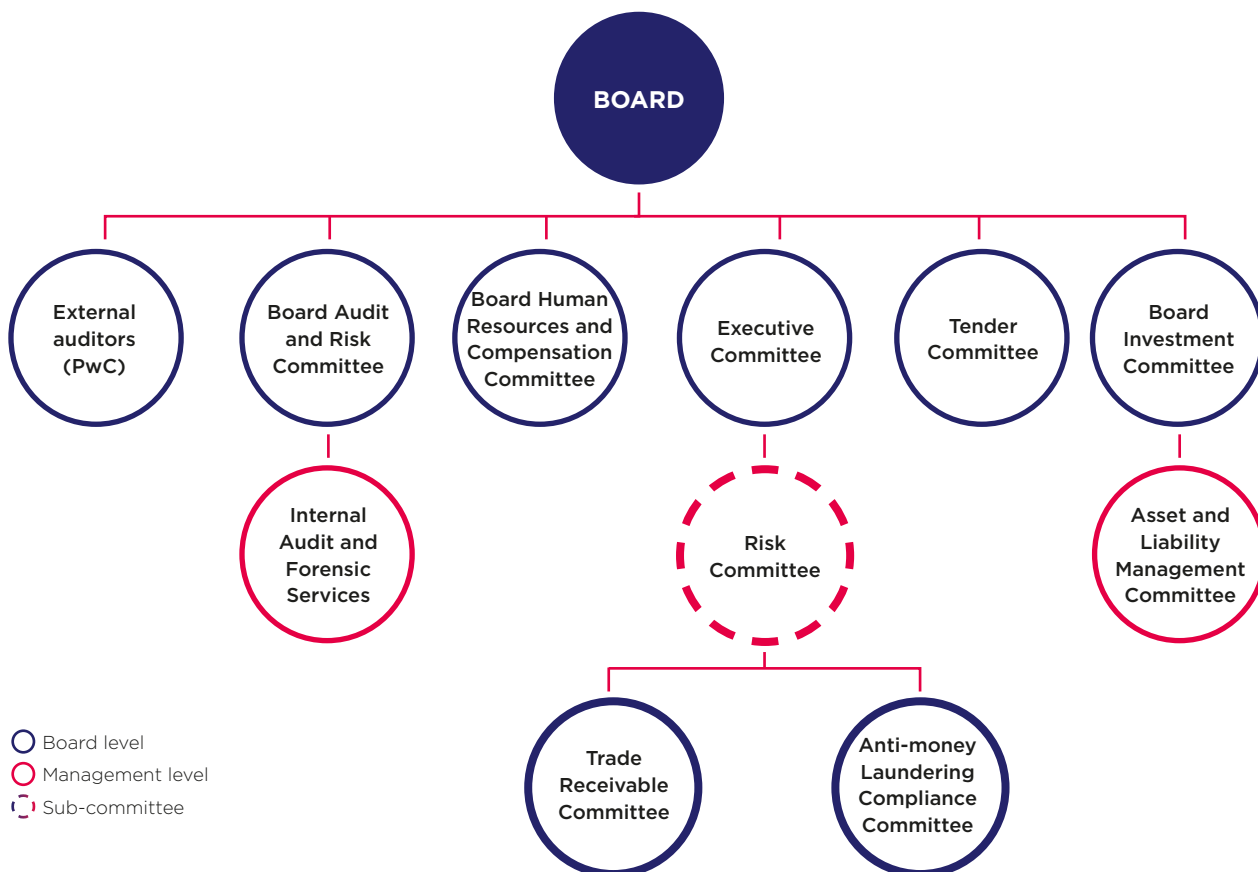 BOARD
External
auditors
(PwC)
Board Audit
and Risk
Committee
Board Human
Resources and
Compensation
Committee
Executive
Committee
Tender
Committee
Board
Investment
Committee
Internal
Audit and
Forensic
Services
Risk
Committee
Asset and
Liability
Management
Committee
Trade
Receivable
Committee
Anti-money
Laundering
Compliance
Committee
Board level
Management level
Sub-committee